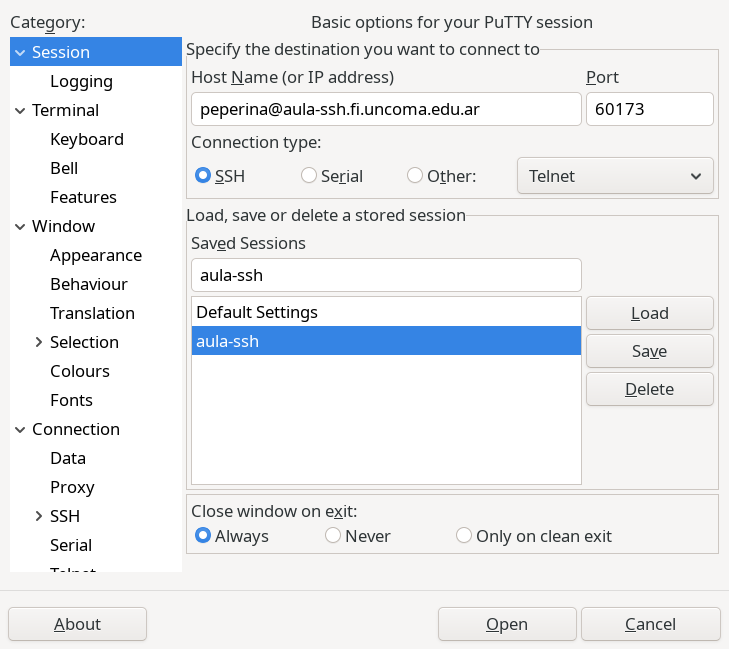 Category:
Session
Logging
Terminal
Keyboard
Bell
Features
Window
Appearance
Behaviour
Translation
Selection
Colours
Fonts
Connection
Data
Proxy
SSH
Serial
Telnet
Basic options for your PuTTY session
Specify the destination you want to connect to
Host Name (or IP address) Port
peperina@aula-ssh.fi.uncoma.edu.ar 60173
Connection type:
SSH Serial Other: Telnet
Load, save or delete a stored session
Saved Sessions
aula-ssh
Default Settings
aula-ssh
Load
Save
Delete
Close window on exit:
Always Never Only on clean exit
About Open Cancel